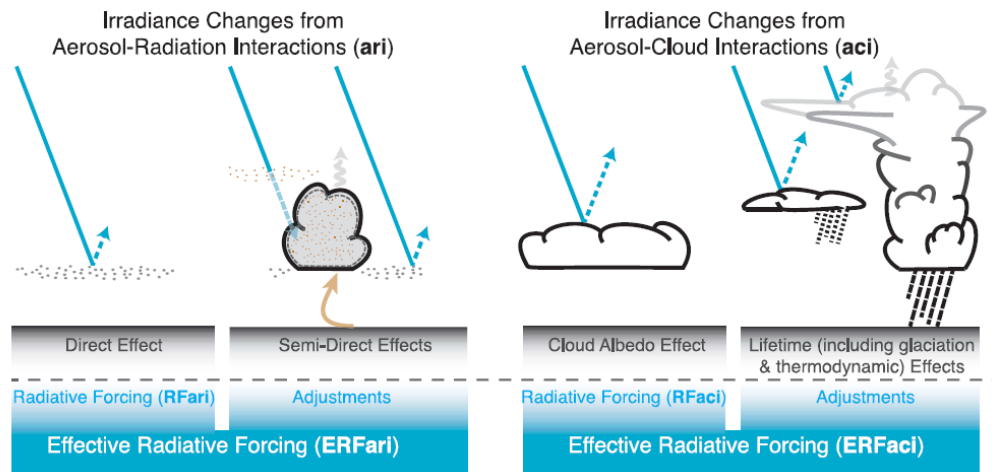 Irradiance Changes from
Aerosol-Radiation Interactions (ari)
Irradiance Changes from
Aerosol-Cloud Interactions (aci)
Direct Effect
Semi-Direct Effects
Cloud Albedo Effect
Lifetime (including glaciation
& thermodynamic) Effects
Radiative Forcing (RFari)
Adjustments
Radiative Forcing (RFaci)
Adjustments
Effective Radiative Forcing (ERFari)
Effective Radiative Forcing (ERFaci)